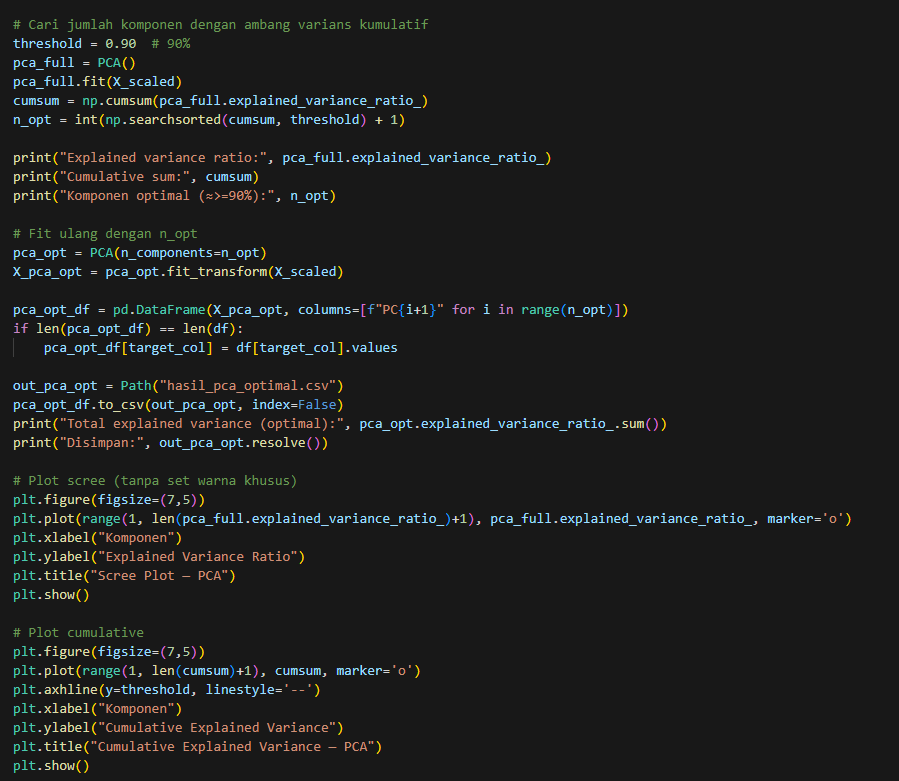 # Cari jumlah komponen dengan ambang varians kumulatif
threshold = 0.90  # 90%
pca_full = PCA()
pca_full.fit(X_scaled)
cumsum = np.cumsum(pca_full.explained_variance_ratio_)
n_opt = int(np.searchsorted(cumsum, threshold) + 1)

print("Explained variance ratio:", pca_full.explained_variance_ratio_)
print("Cumulative sum:", cumsum)
print("Komponen optimal (≈>=90%):", n_opt)

# Fit ulang dengan n_opt
pca_opt = PCA(n_components=n_opt)
X_pca_opt = pca_opt.fit_transform(X_scaled)

pca_opt_df = pd.DataFrame(X_pca_opt, columns=[f"PC{i+1}" for i in range(n_opt)])
if len(pca_opt_df) == len(df):
    pca_opt_df[target_col] = df[target_col].values

out_pca_opt = Path("hasil_pca_optimal.csv")
pca_opt_df.to_csv(out_pca_opt, index=False)
print("Total explained variance (optimal):", pca_opt.explained_variance_ratio_.sum())
print("Disimpan:", out_pca_opt.resolve())

# Plot scree (tanpa set warna khusus)
plt.figure(figsize=(7,5))
plt.plot(range(1, len(pca_full.explained_variance_ratio_)+1), pca_full.explained_variance_ratio_, marker='o')
plt.xlabel("Komponen")
plt.ylabel("Explained Variance Ratio")
plt.title("Scree Plot — PCA")
plt.show()

# Plot cumulative
plt.figure(figsize=(7,5))
plt.plot(range(1, len(cumsum)+1), cumsum, marker='o')
plt.axhline(y=threshold, linestyle='--')
plt.xlabel("Komponen")
plt.ylabel("Cumulative Explained Variance")
plt.title("Cumulative Explained Variance — PCA")
plt.show()